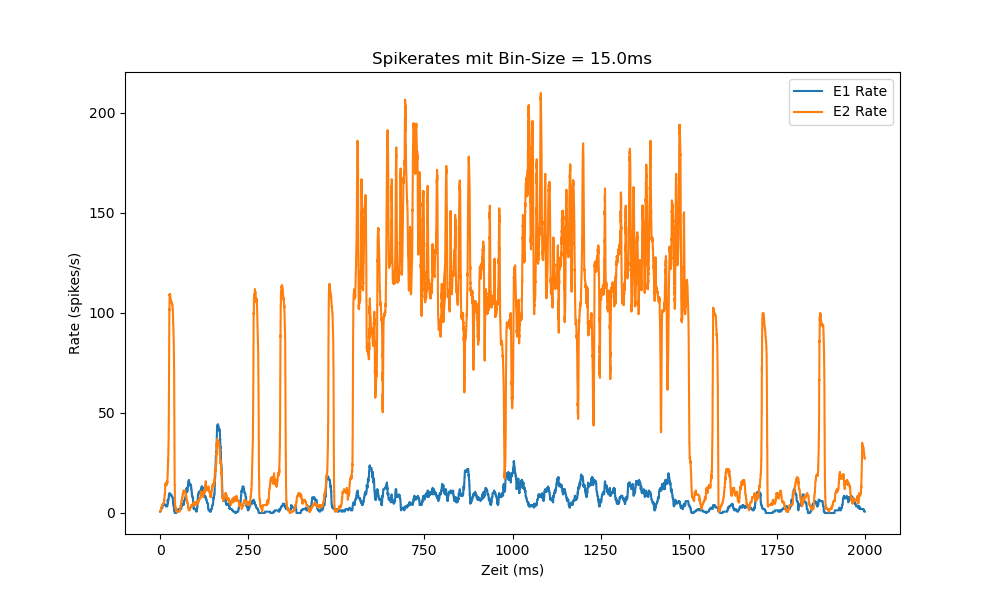 Spikerates mit Bin-Size = 15.0ms
E1 Rate
E2 Rate
Rate (spikes/s)
200
150
100
50
0
0 250 500 750 1000 1250 1500 1750 2000
Zeit (ms)